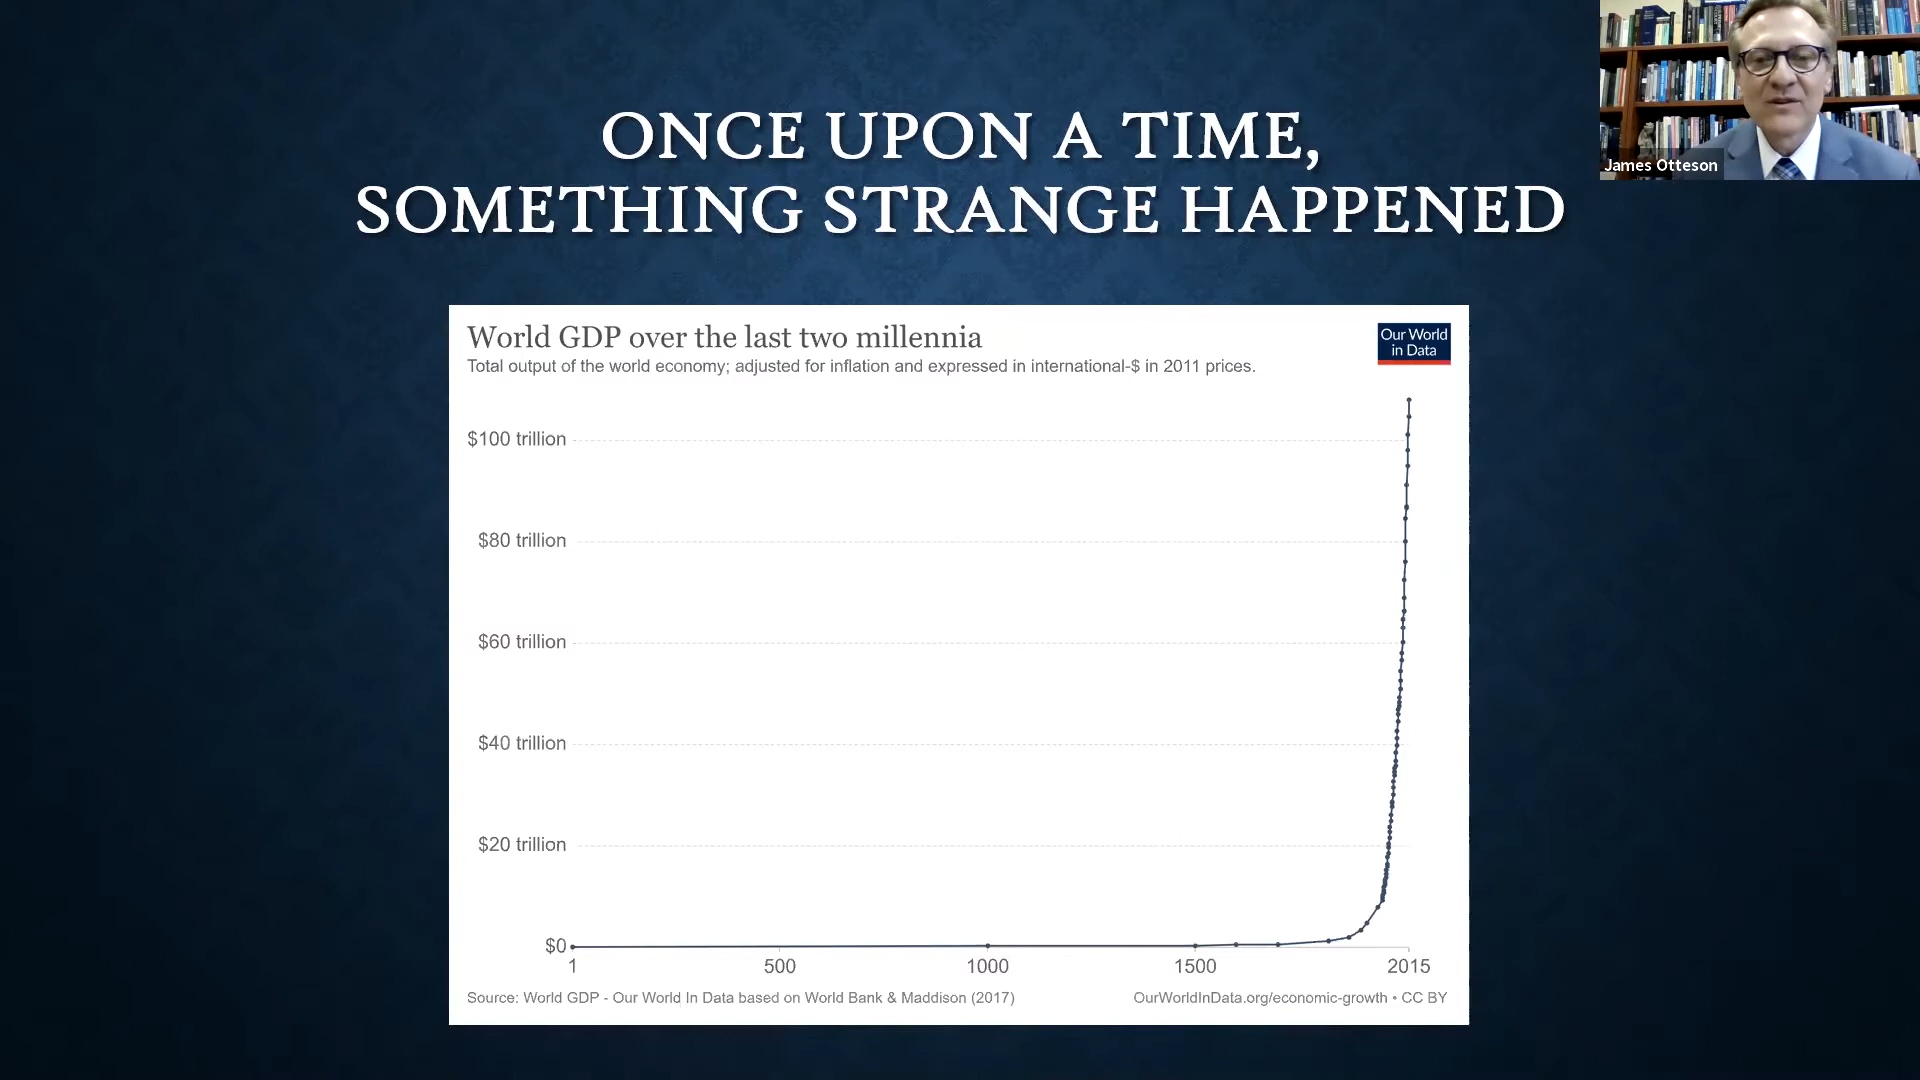 ONCE UPON A TIME,
SOMETHING STRANGE HAPPENED
James Otteson
World GDP over the last two millennia
Total output of the world economy; adjusted for inflation and expressed in international-$ in 2011 prices.
Our World
in Data
$100 trillion
$80 trillion
$60 trillion
$40 trillion
$20 trillion
$0
1 500 1000 1500 2015
Source: World GDP - Our World In Data based on World Bank & Maddison (2017)
OurWorldInData.org/economic-growth • CC BY